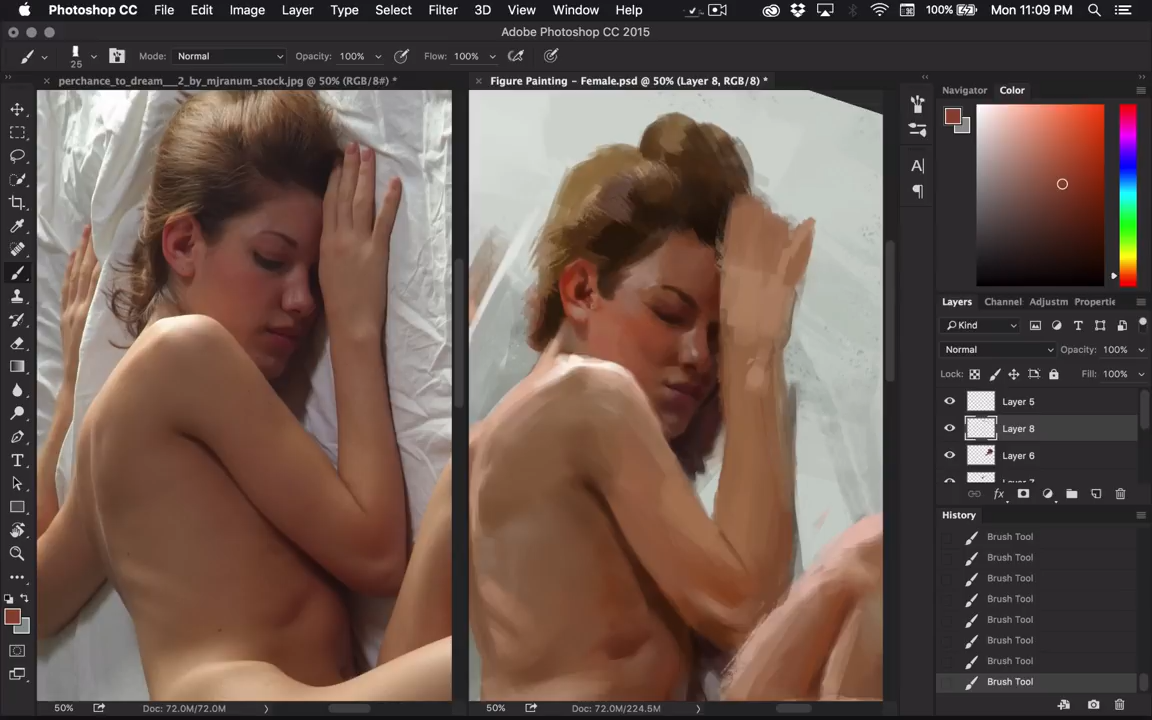 Photoshop CC File Edit Image Layer Type Select Filter 3D View Window Help 100% Mon 11:09 PM
Adobe Photoshop CC 2015
25 Mode: Normal Opacity: 100% Flow: 100%
perchance_to_dream__2_by_mjranum_stock.jpg @ 50% (RGB/8#) *
Figure Painting - Female.psd @ 50% (Layer 8, RGB/8) *
Navigator Color
Layers Channel Adjustm Propertie
Kind
Normal Opacity: 100%
Lock: Fill: 100%
Layer 5
Layer 8
Layer 6
History
Brush Tool
Brush Tool
Brush Tool
Brush Tool
Brush Tool
Brush Tool
Brush Tool
Brush Tool
50% Doc: 72.0M/72.0M
50% Doc: 72.0M/224.5M